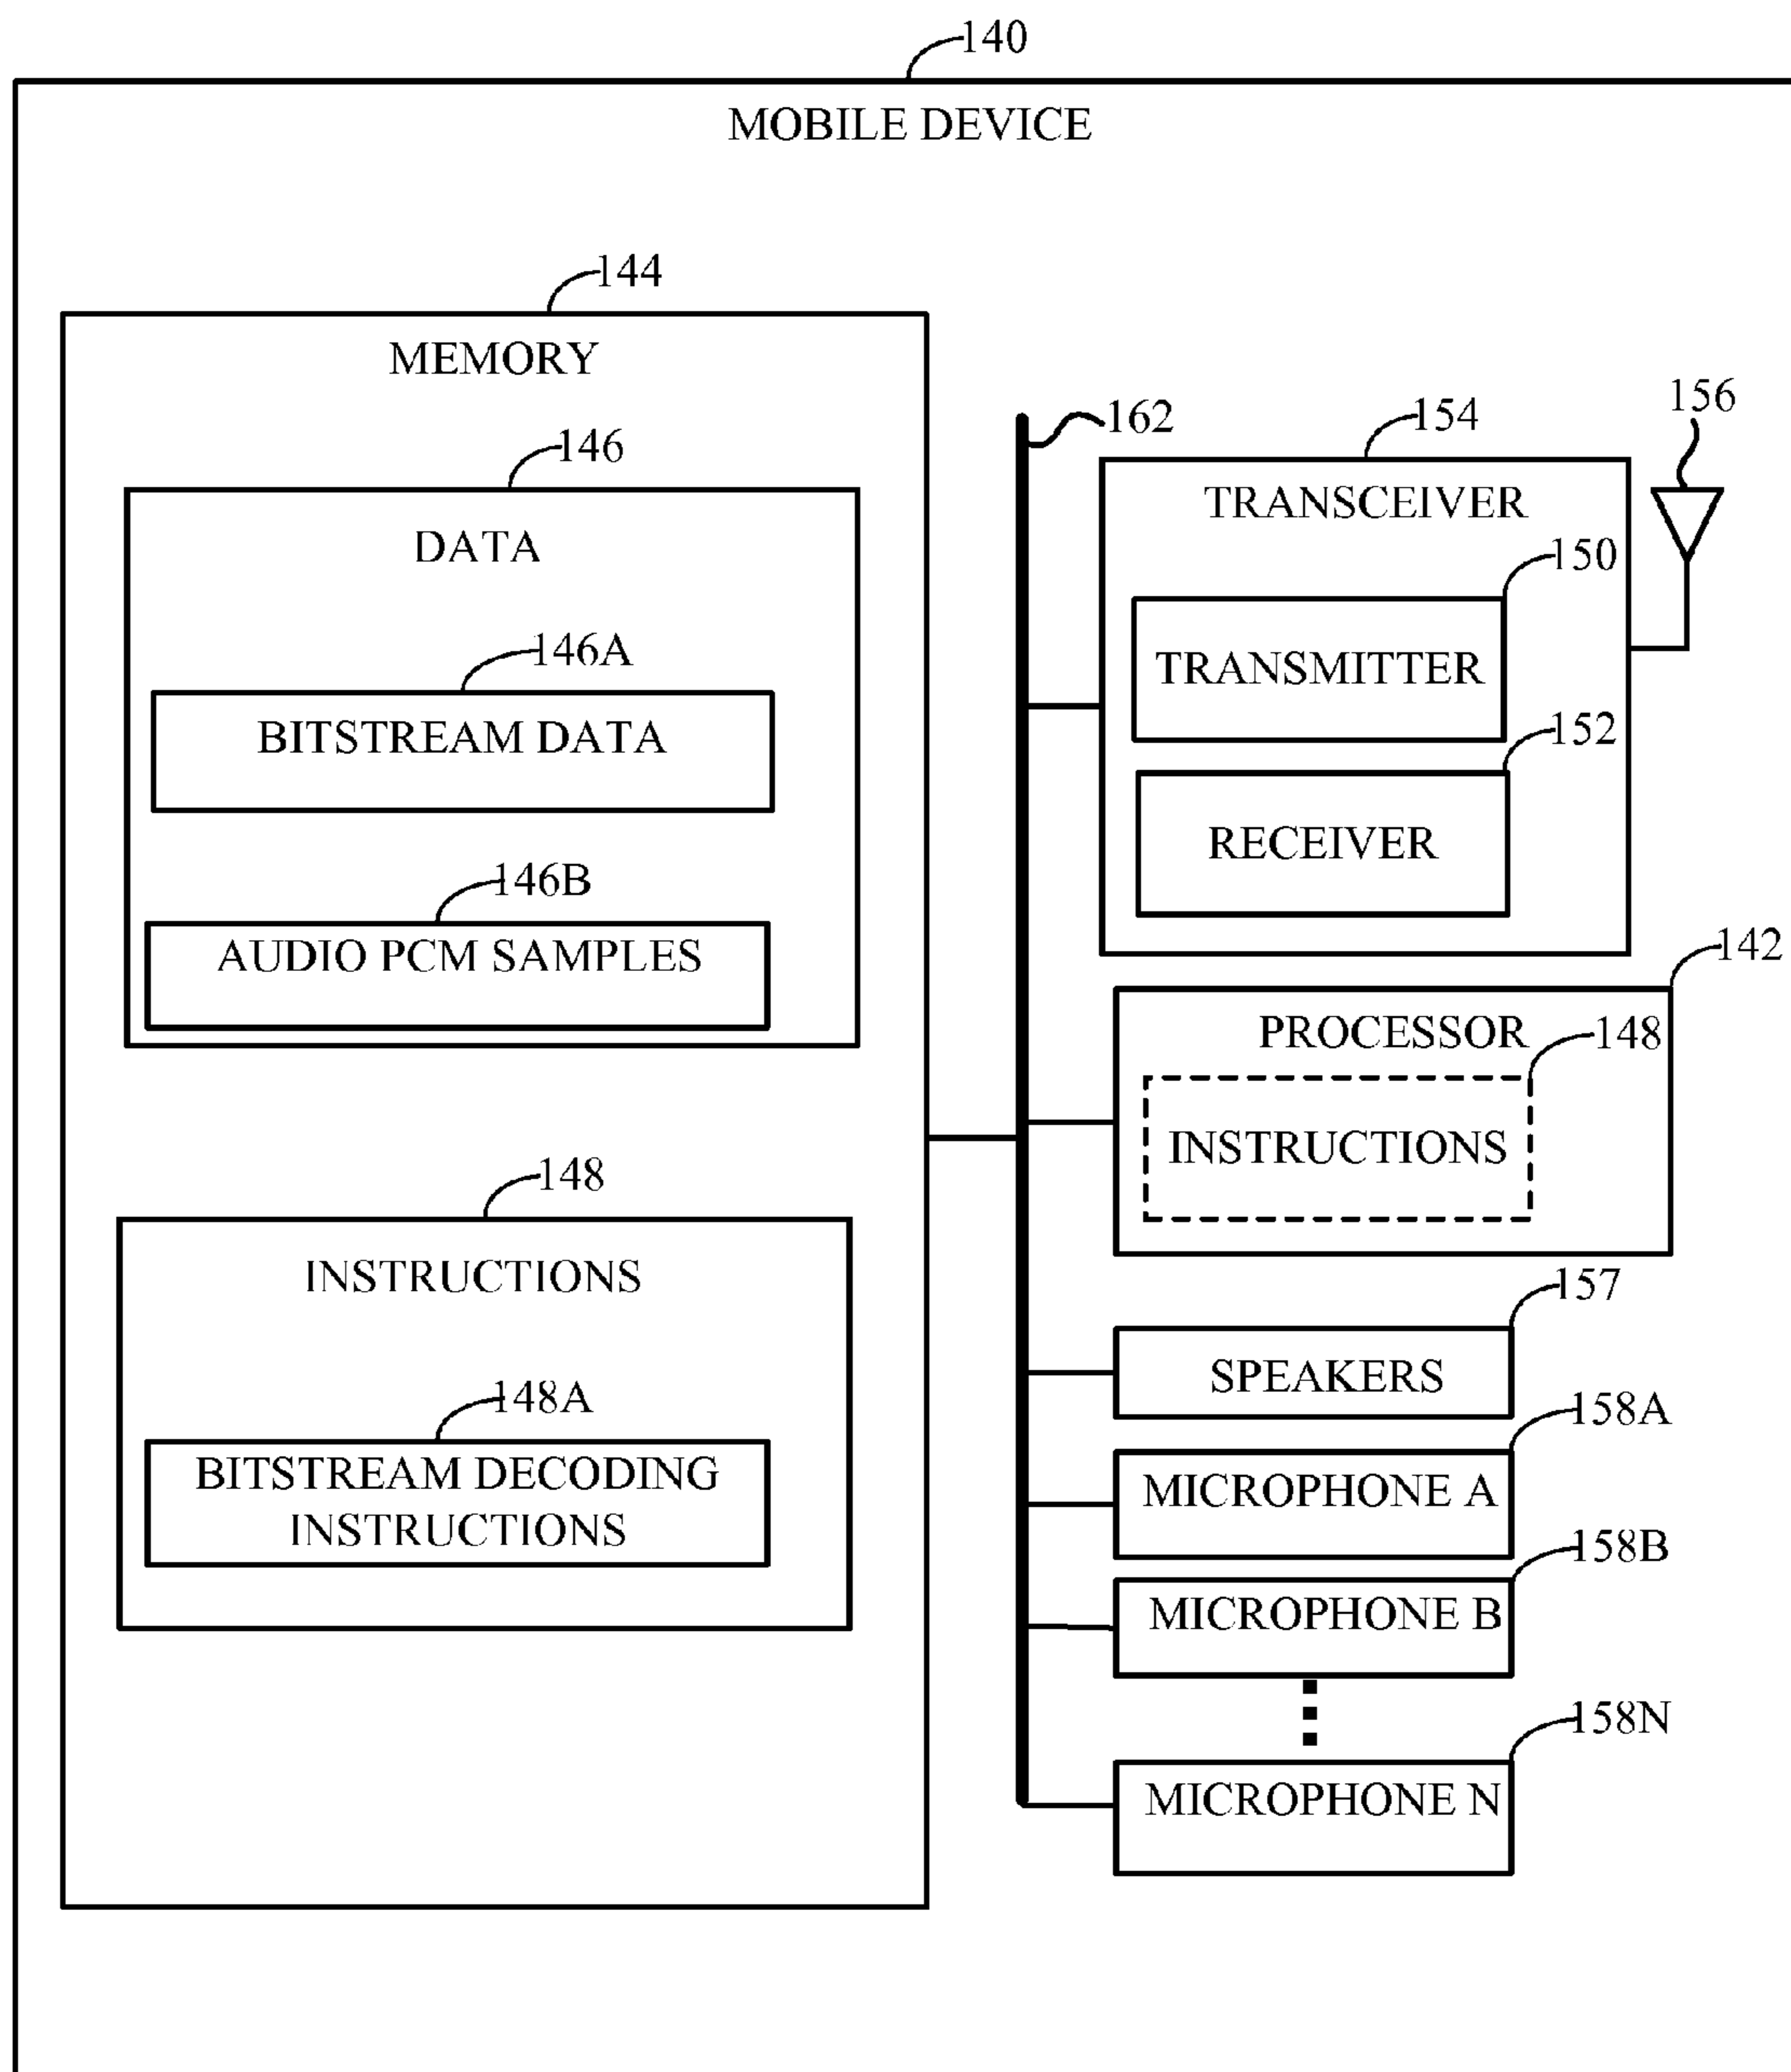 140
MOBILE DEVICE
144
MEMORY
146
DATA
146A
BITSTREAM DATA
146B
AUDIO PCM SAMPLES
148
INSTRUCTIONS
148A
BITSTREAM DECODING
INSTRUCTIONS
162
154
TRANSCEIVER
156
150
TRANSMITTER
152
RECEIVER
142
PROCESSOR
148
INSTRUCTIONS
157
SPEAKERS
158A
MICROPHONE A
158B
MICROPHONE B
158N
MICROPHONE N